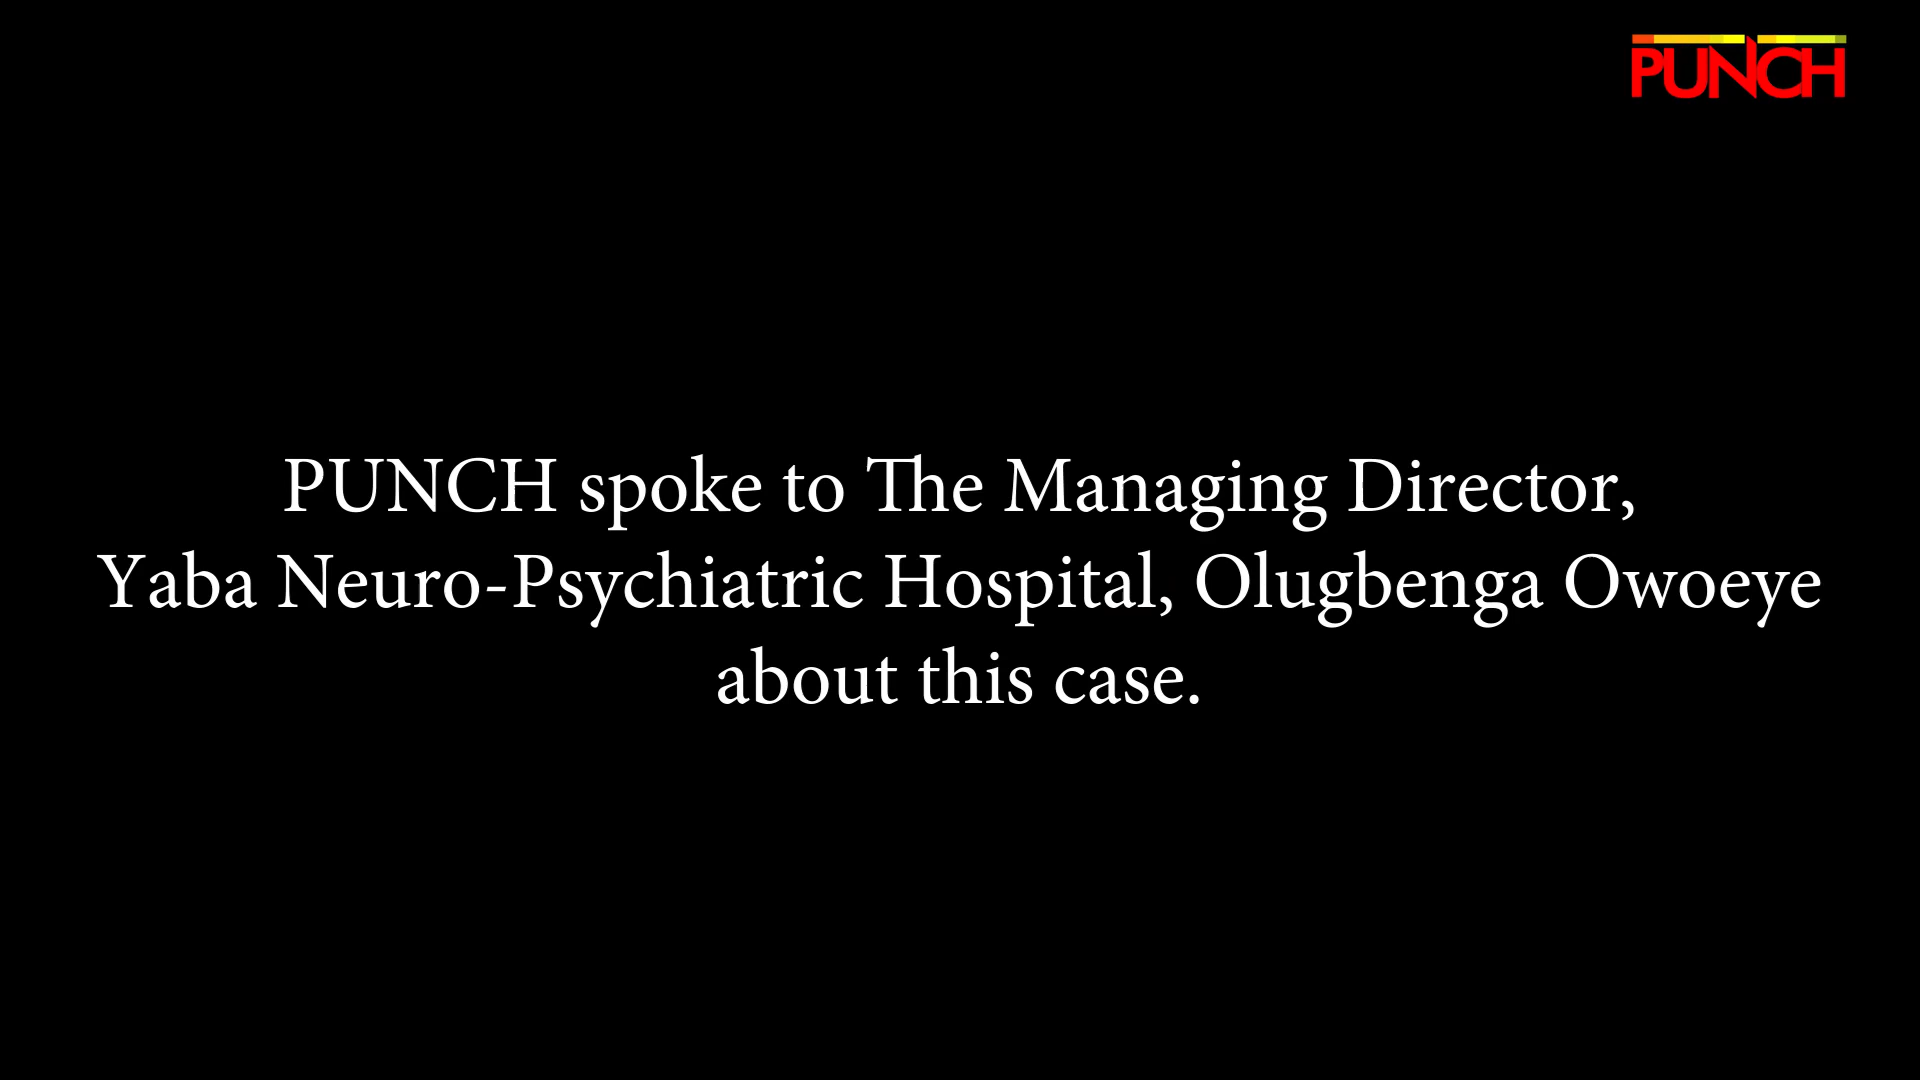 PUNCH
PUNCH spoke to The Managing Director,
Yaba Neuro-Psychiatric Hospital, Olugbenga Owoeye
about this case.